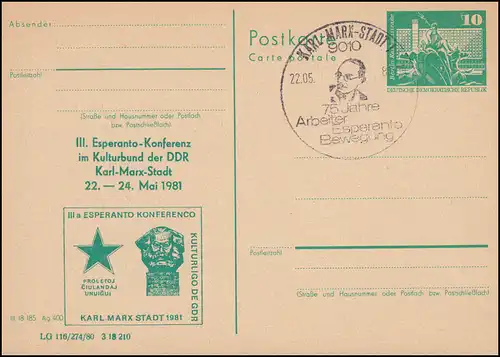 Absender:
Postleitzahl
(Straße und Hausnummer oder Postfach
bzw. Postschließfach)
III. Esperanto-Konferenz
im Kulturbund der DDR
Karl-Marx-Stadt
22. — 24. Mai 1981
III a ESPERANTO KONFERENCO
KULTURLIGO DE GDR
PROLETOJ
ĈIULANDAJ
UNUIĜU
KARL MARX STADT 1981
III 18 185 Ag 400
LG 116/274/80 3 18 210
Postkarte
Carte postale
KARL-MARX-STADT
9010
22.05.
75 Jahre
Arbeiter
Esperanto
Bewegung
10
DEUTSCHE DEMOKRATISCHE REPUBLIK
Postleitzahl
(Straße und Hausnummer oder Postfach, bzw. Postschließfach)